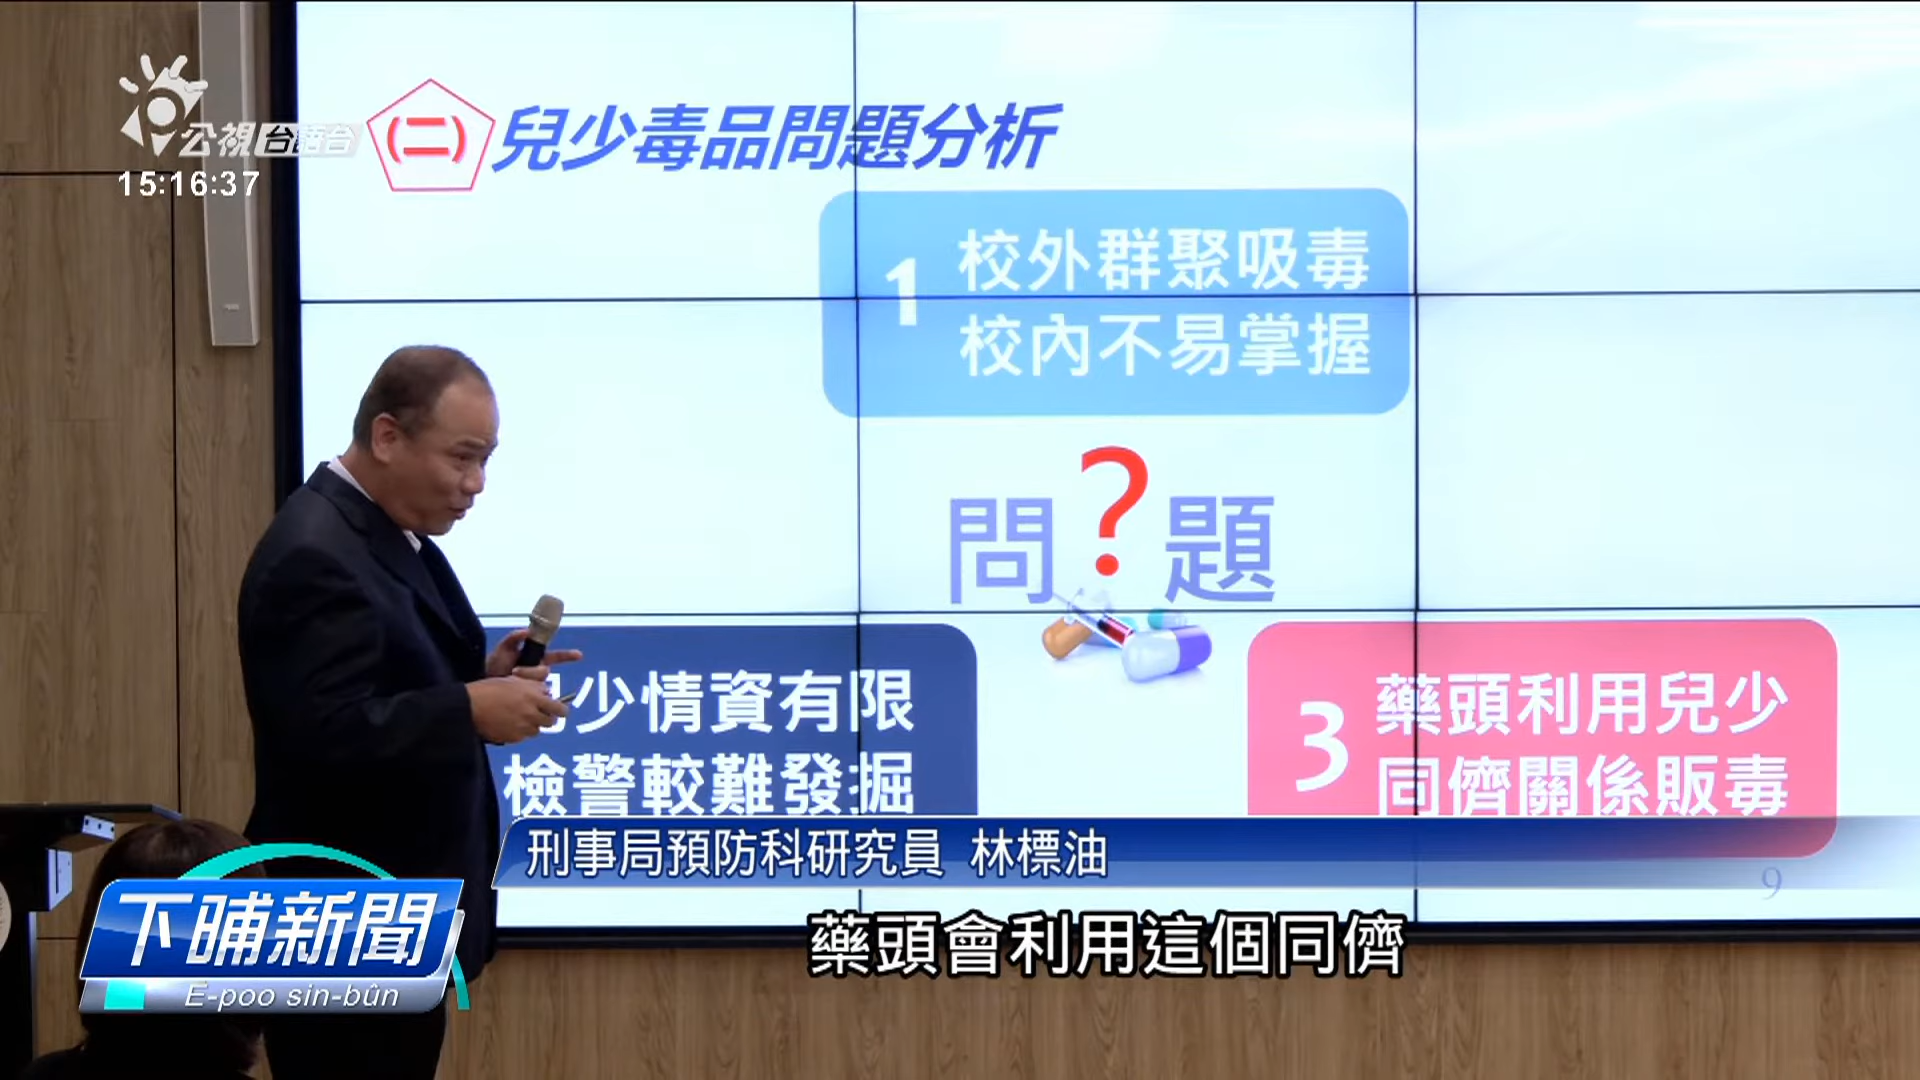 公視台語台
15:16:37
(二) 兒少毒品問題分析
1
校外群聚吸毒
校內不易掌握
問?題
兒少情資有限
檢警較難發掘
3
藥頭利用兒少
同儕關係販毒
9
刑事局預防科研究員 林標油
下晡新聞
E-poo sin-bûn
藥頭會利用這個同儕